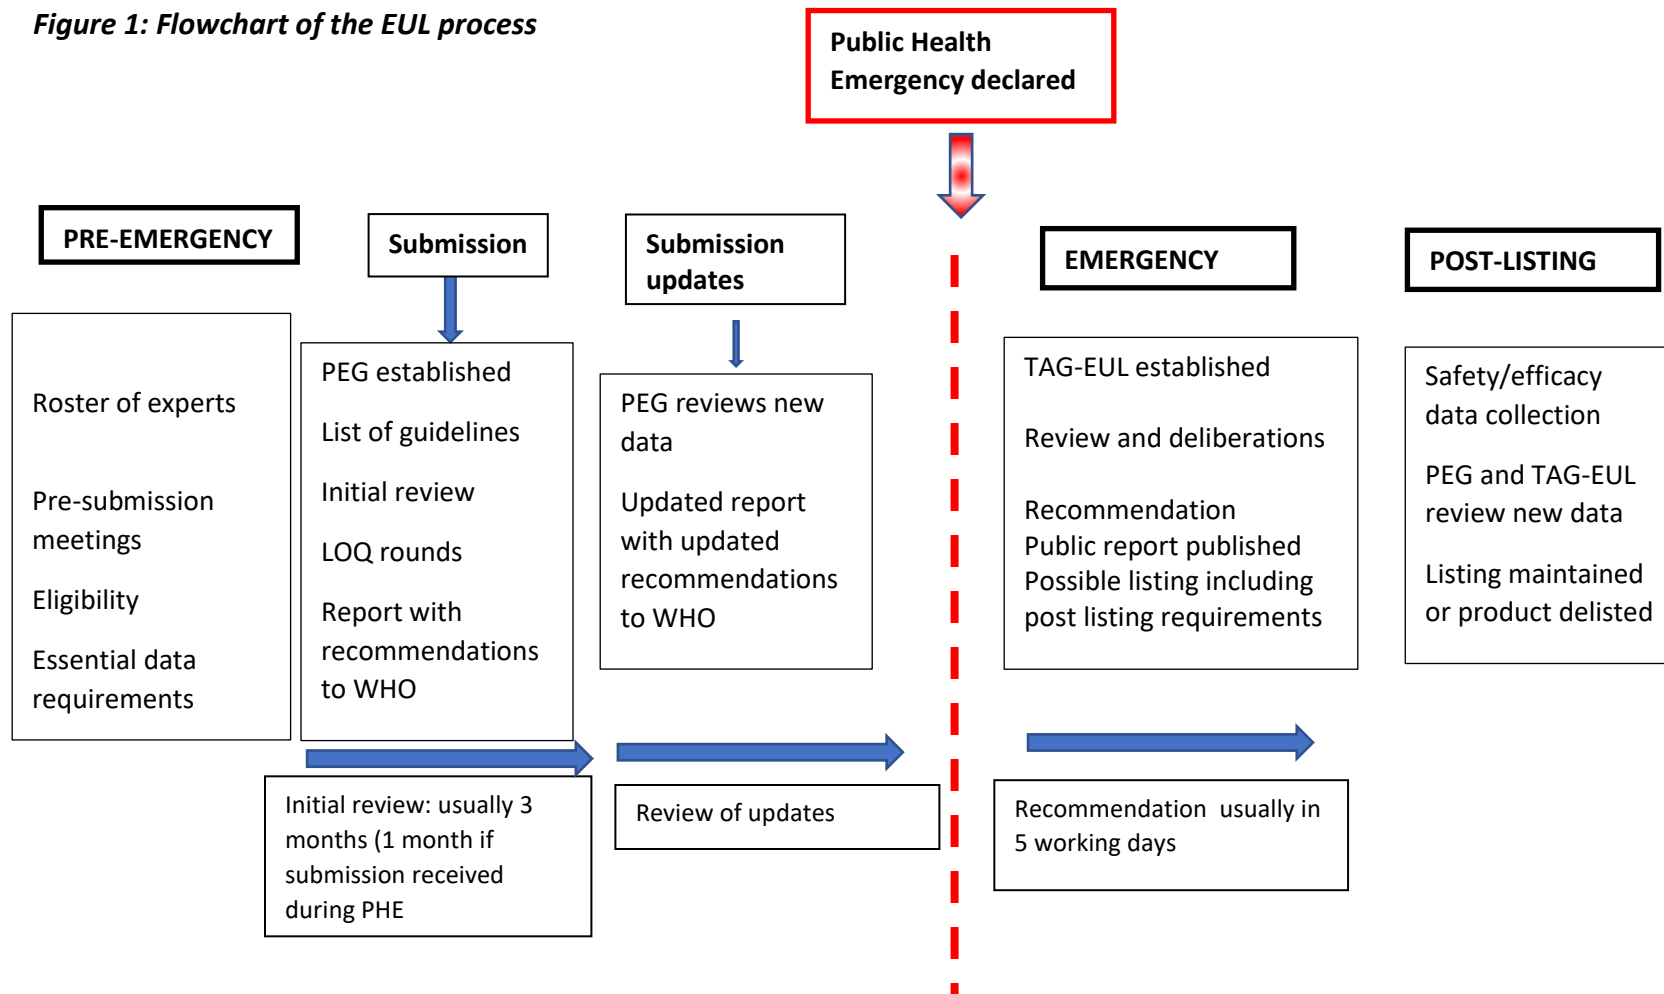 Figure 1: Flowchart of the EUL process
Public Health
Emergency declared
PRE-EMERGENCY
Roster of experts
Pre-submission
meetings
Eligibility
Essential data
requirements
Submission
PEG established
List of guidelines
Initial review
LOQ rounds
Report with
recommendations
to WHO
Initial review: usually 3
months (1 month if
submission received
during PHE
Submission
updates
PEG reviews new
data
Updated report
with updated
recommendations
to WHO
Review of updates
EMERGENCY
TAG-EUL established
Review and deliberations
Recommendation
Public report published
Possible listing including
post listing requirements
Recommendation  usually in
5 working days
POST-LISTING
Safety/efficacy
data collection
PEG and TAG-EUL
review new data
Listing maintained
or product delisted